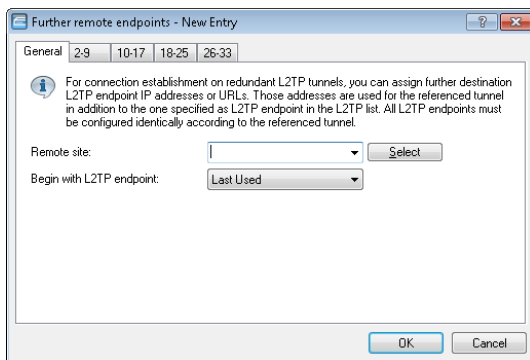 Further remote endpoints - New Entry
General 2-9 10-17 18-25 26-33
For connection establishment on redundant L2TP tunnels, you can assign further destination
L2TP endpoint IP addresses or URLs. Those addresses are used for the referenced tunnel
in addition to the one specified as L2TP endpoint in the L2TP list. All L2TP endpoints must
be configured identically according to the referenced tunnel.
Remote site: Select
Begin with L2TP endpoint: Last Used
OK Cancel